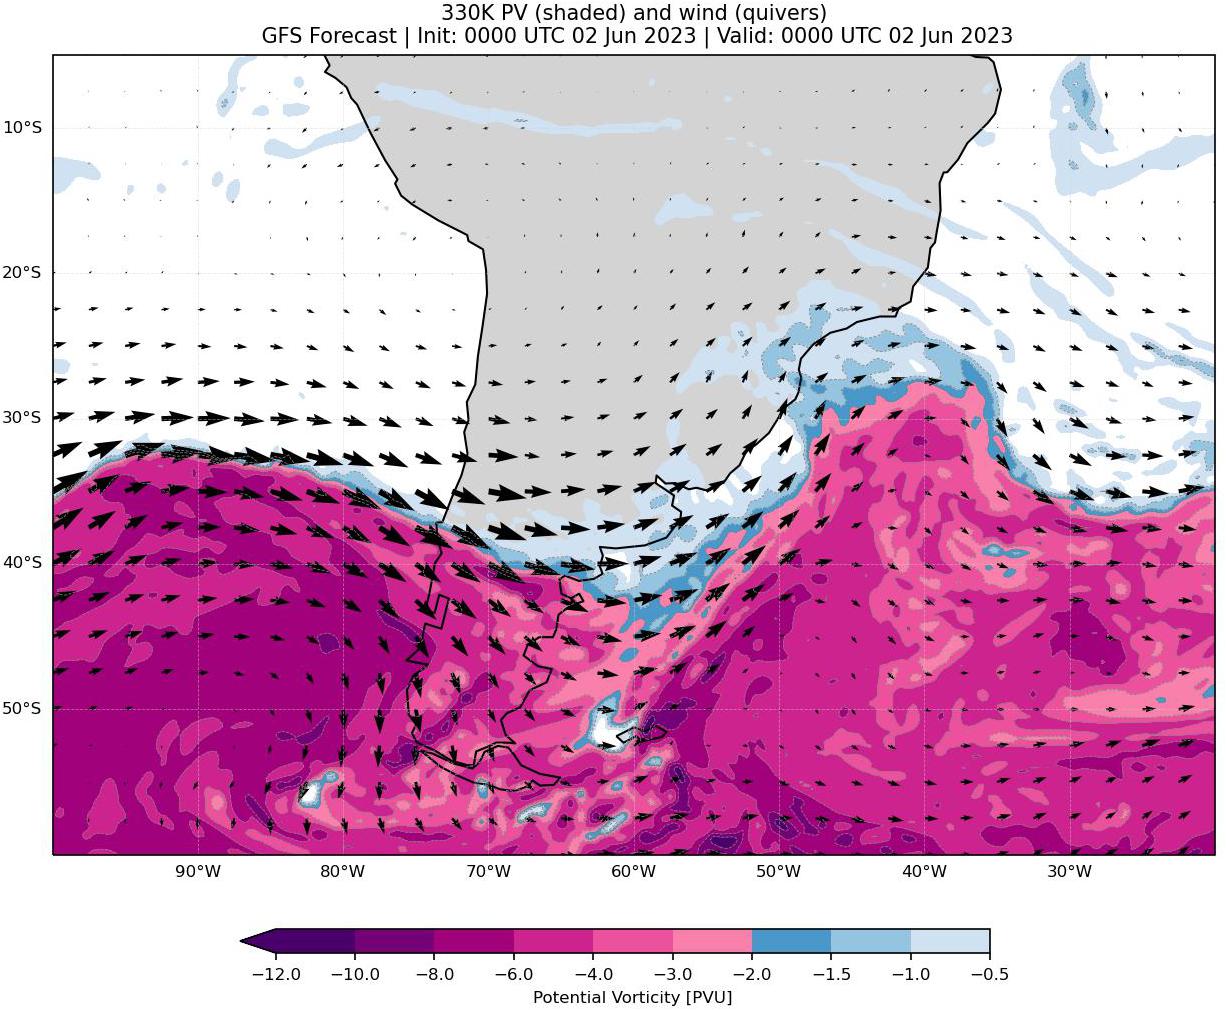 330K PV (shaded) and wind (quivers)
GFS Forecast | Init: 0000 UTC 02 Jun 2023 | Valid: 0000 UTC 02 Jun 2023
10°S
20°S
30°S
40°S
50°S
90°W 80°W 70°W 60°W 50°W 40°W 30°W
−12.0 −10.0 −8.0 −6.0 −4.0 −3.0 −2.0 −1.5 −1.0 −0.5
Potential Vorticity [PVU]